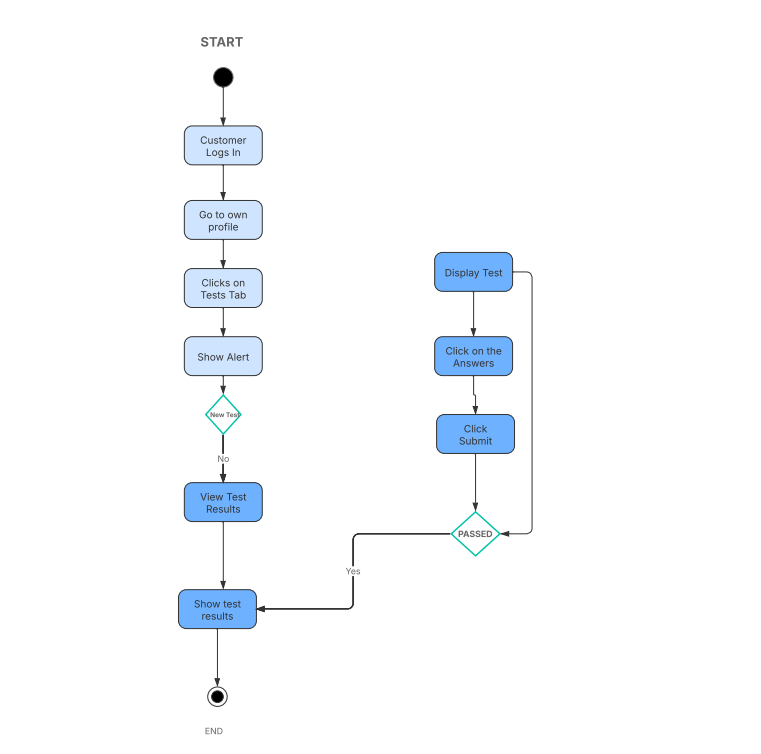 START
Customer
Logs In
Go to own
profile
Clicks on
Tests Tab
Show Alert
New Test
No
View Test
Results
Show test
results
END
Display Test
Click on the
Answers
Click
Submit
PASSED
Yes